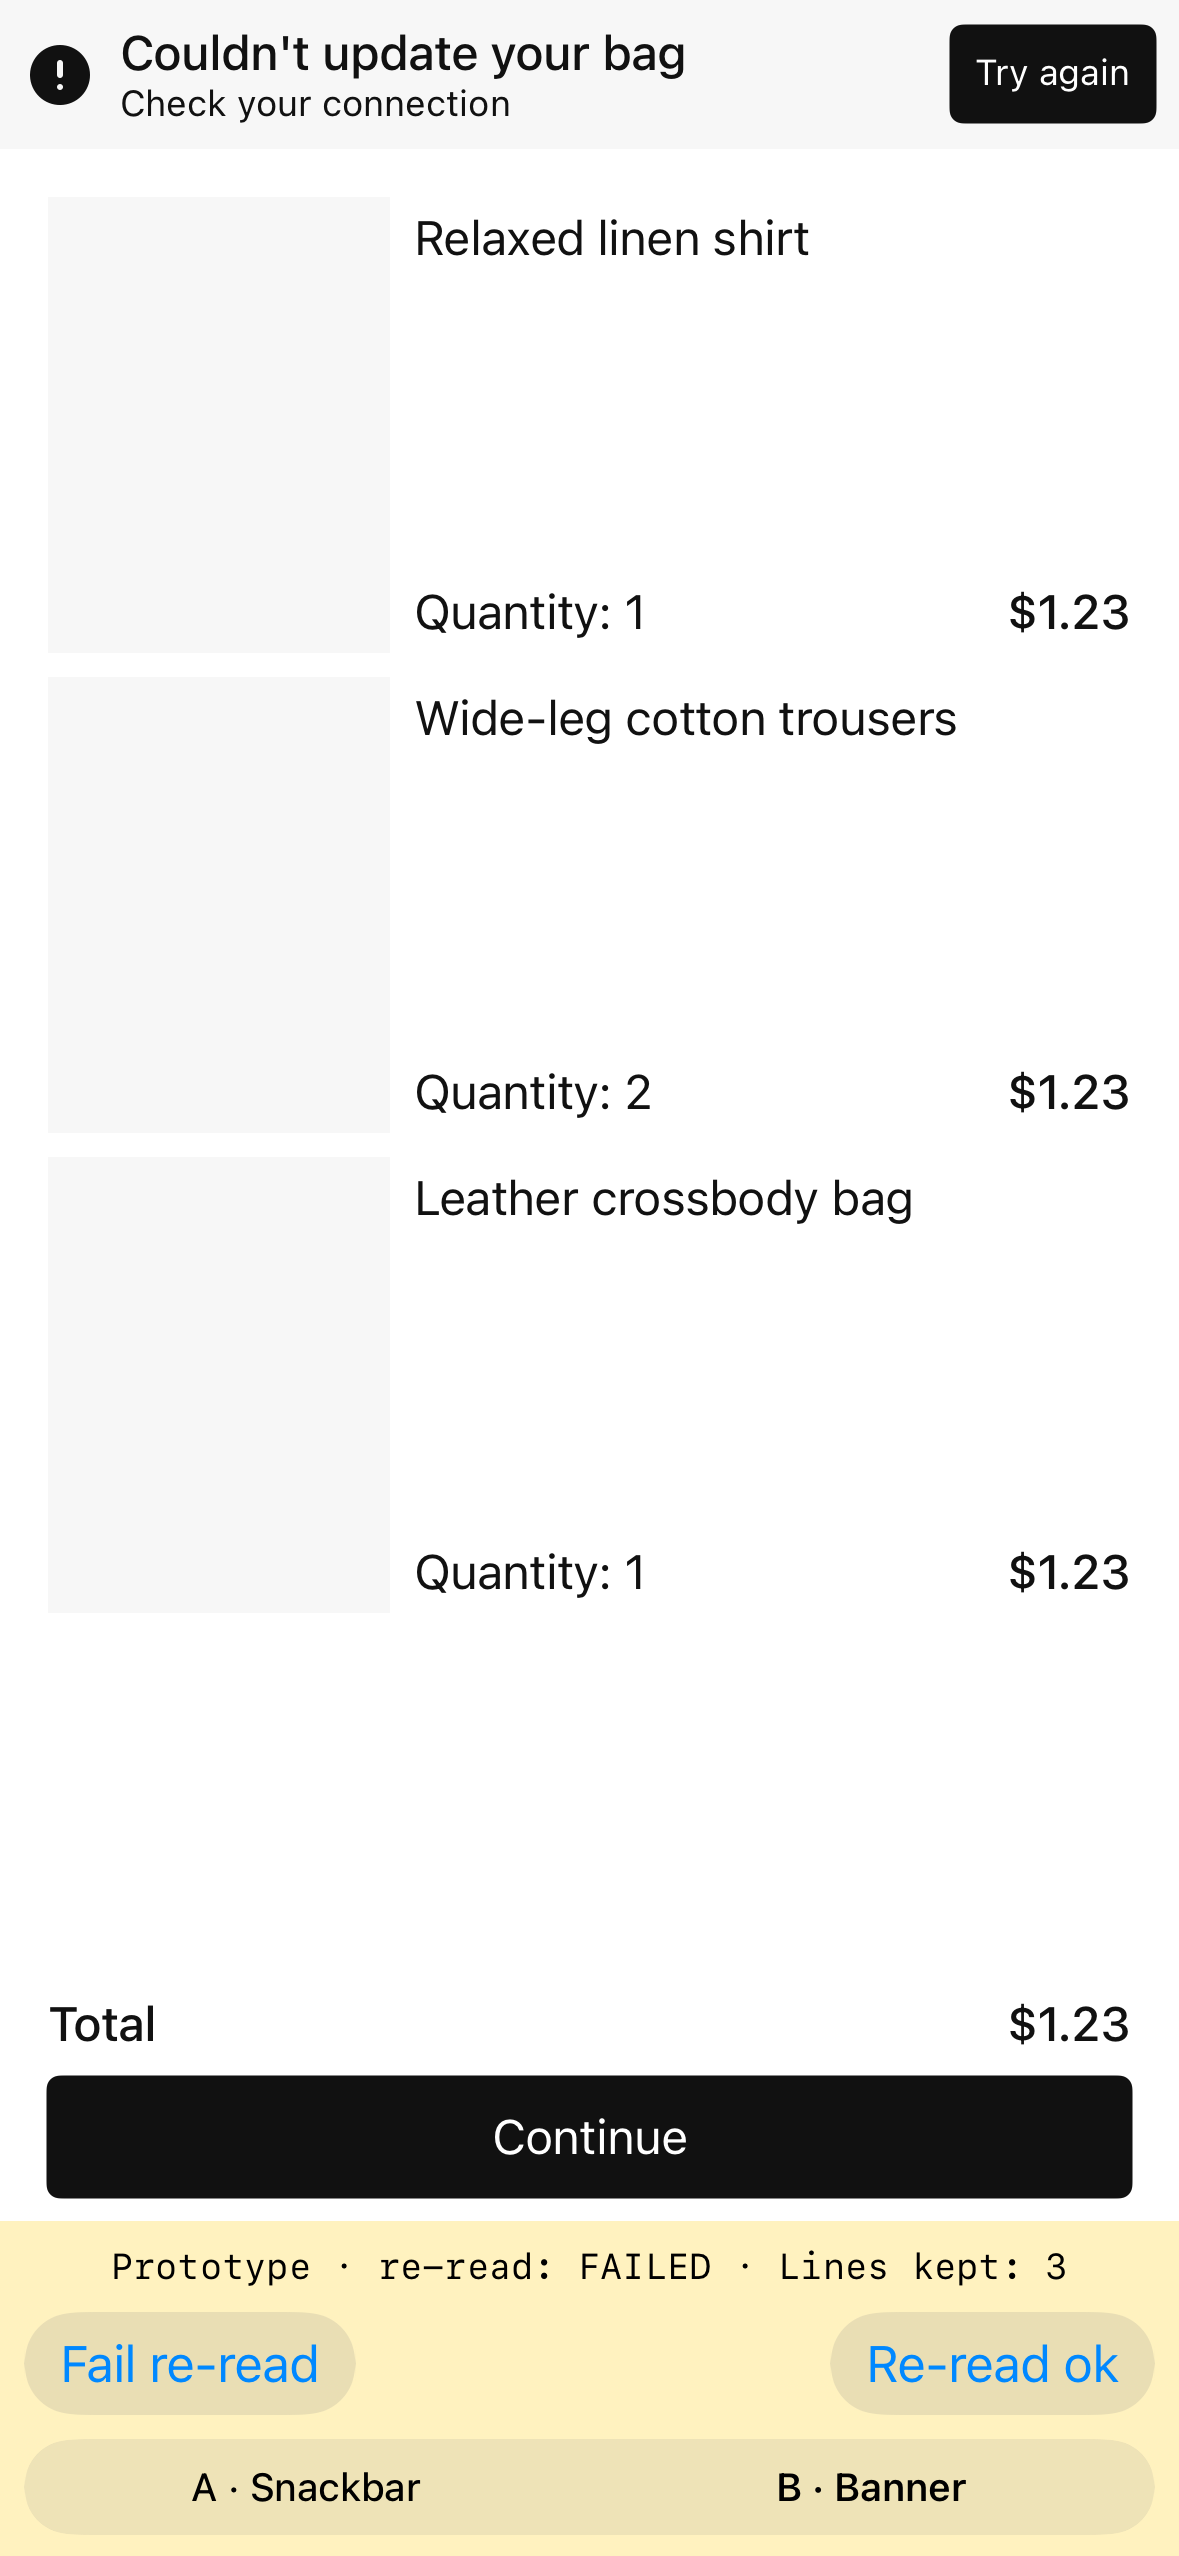 Couldn't update your bag
Check your connection
Try again
Relaxed linen shirt
Quantity: 1 $1.23
Wide-leg cotton trousers
Quantity: 2 $1.23
Leather crossbody bag
Quantity: 1 $1.23
Total $1.23
Continue
Prototype · re-read: FAILED · Lines kept: 3
Fail re-read Re-read ok
A · Snackbar B · Banner